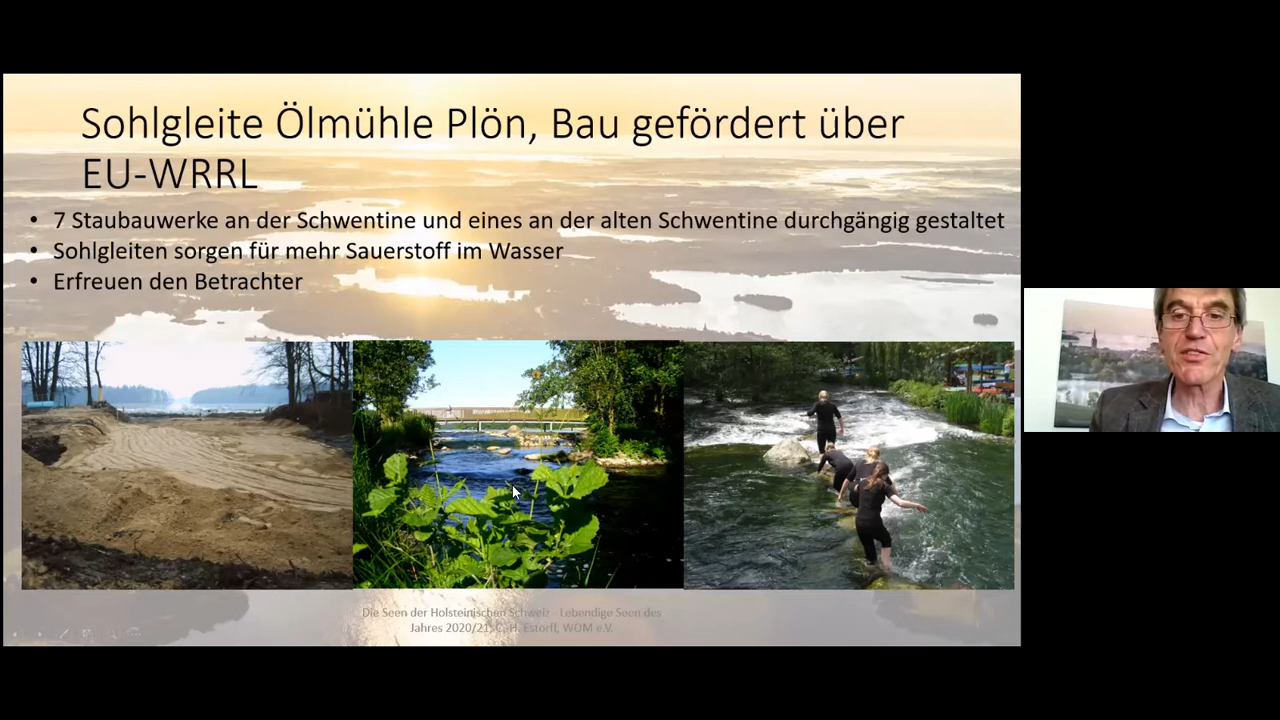 Sohlgleite Ölmühle Plön, Bau gefördert über
EU-WRRL
• 7 Staubauwerke an der Schwentine und eines an der alten Schwentine durchgängig gestaltet
• Sohlgleiten sorgen für mehr Sauerstoff im Wasser
• Erfreuen den Betrachter
Die Seen der Holsteinischen Schweiz - Lebendige Seen des
Jahres 2020/21, C.-H. Estorff, WOM e.V.